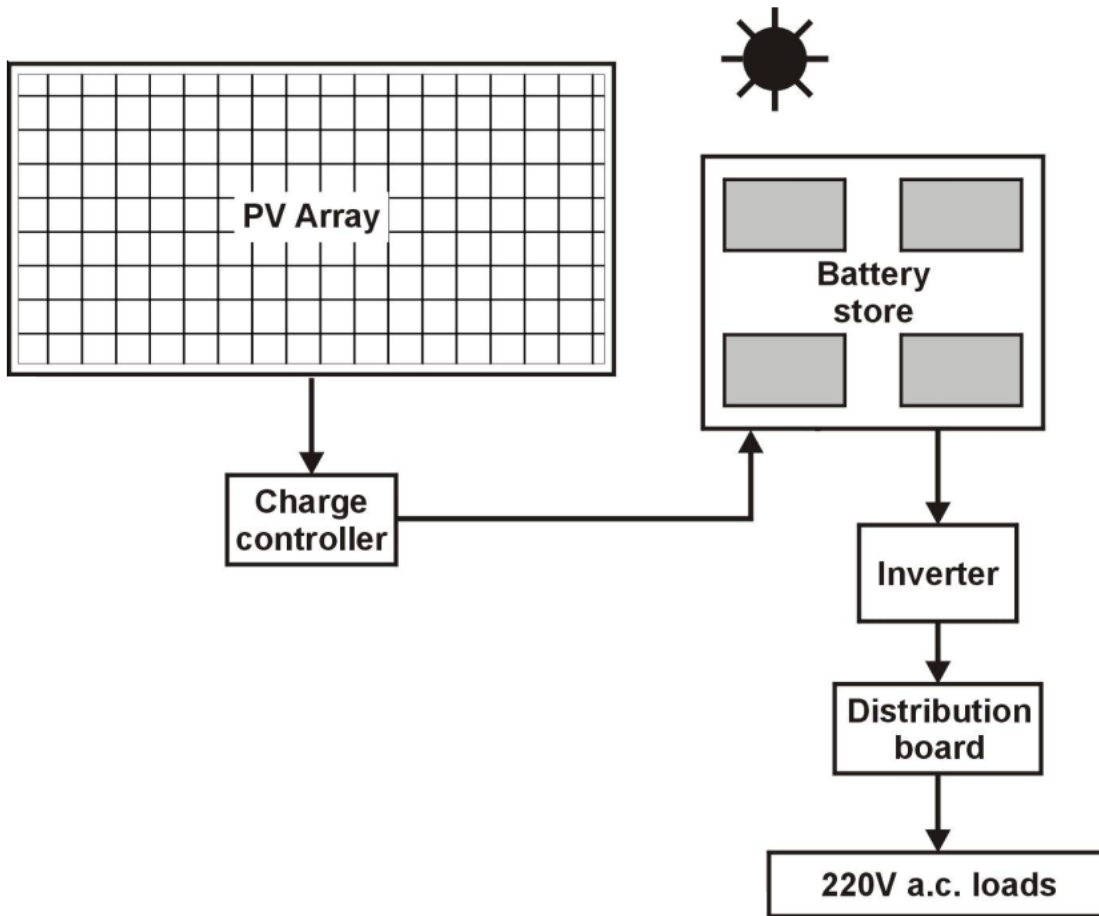 PV Array
Battery
store
Charge
controller
Inverter
Distribution
board
220V a.c. loads